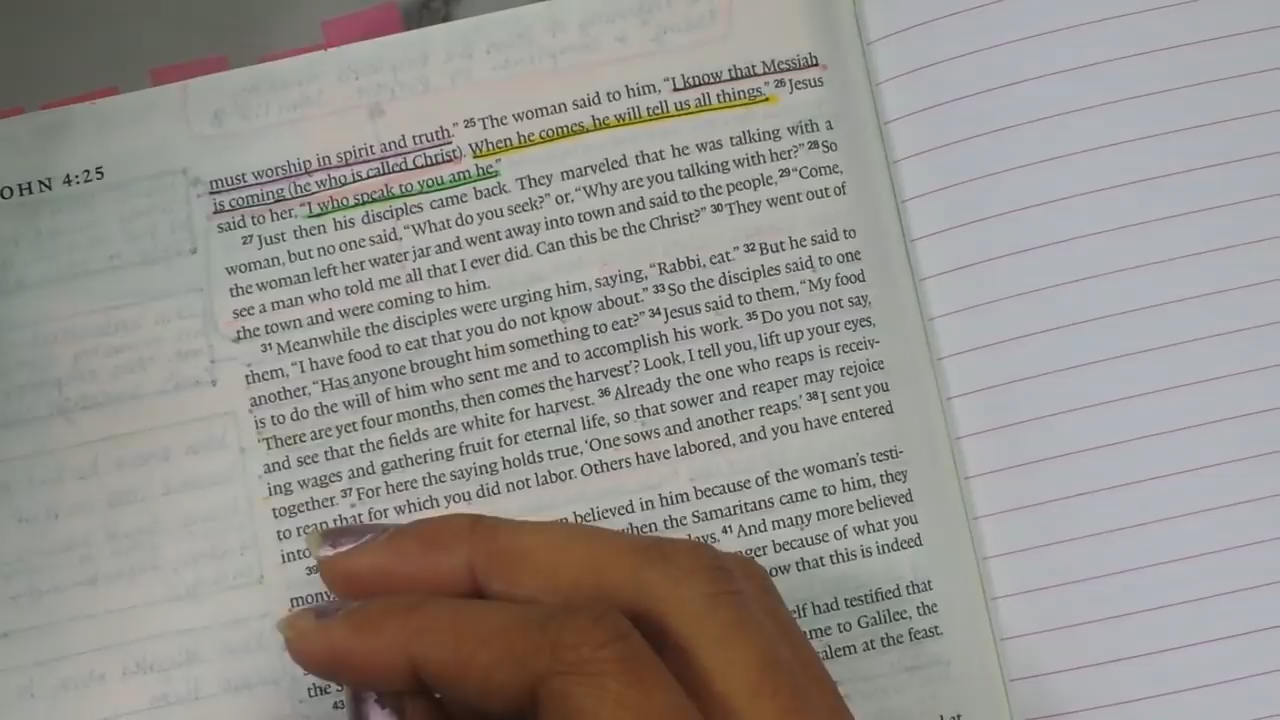 OHN 4:25
must worship in spirit and truth.” 25 The woman said to him, “I know that Messiah
is coming (he who is called Christ). When he comes, he will tell us all things.” 26 Jesus
said to her, “I who speak to you am he.”
27 Just then his disciples came back. They marveled that he was talking with a
woman, but no one said, “What do you seek?” or, “Why are you talking with her?” 28 So
the woman left her water jar and went away into town and said to the people, 29 “Come,
see a man who told me all that I ever did. Can this be the Christ?” 30 They went out of
the town and were coming to him.
31 Meanwhile the disciples were urging him, saying, “Rabbi, eat.” 32 But he said to
them, “I have food to eat that you do not know about.” 33 So the disciples said to one
another, “Has anyone brought him something to eat?” 34 Jesus said to them, “My food
is to do the will of him who sent me and to accomplish his work. 35 Do you not say,
‘There are yet four months, then comes the harvest’? Look, I tell you, lift up your eyes,
and see that the fields are white for harvest. 36 Already the one who reaps is receiv-
ing wages and gathering fruit for eternal life, so that sower and reaper may rejoice
together. 37 For here the saying holds true, ‘One sows and another reaps.’ 38 I sent you
to reap that for which you did not labor. Others have labored, and you have entered
into
39 believed in him because of the woman’s testi-
mony, when the Samaritans came to him, they
days. 41 And many more believed
ger because of what you
ow that this is indeed
elf had testified that
me to Galilee, the
the salem at the feast.
43